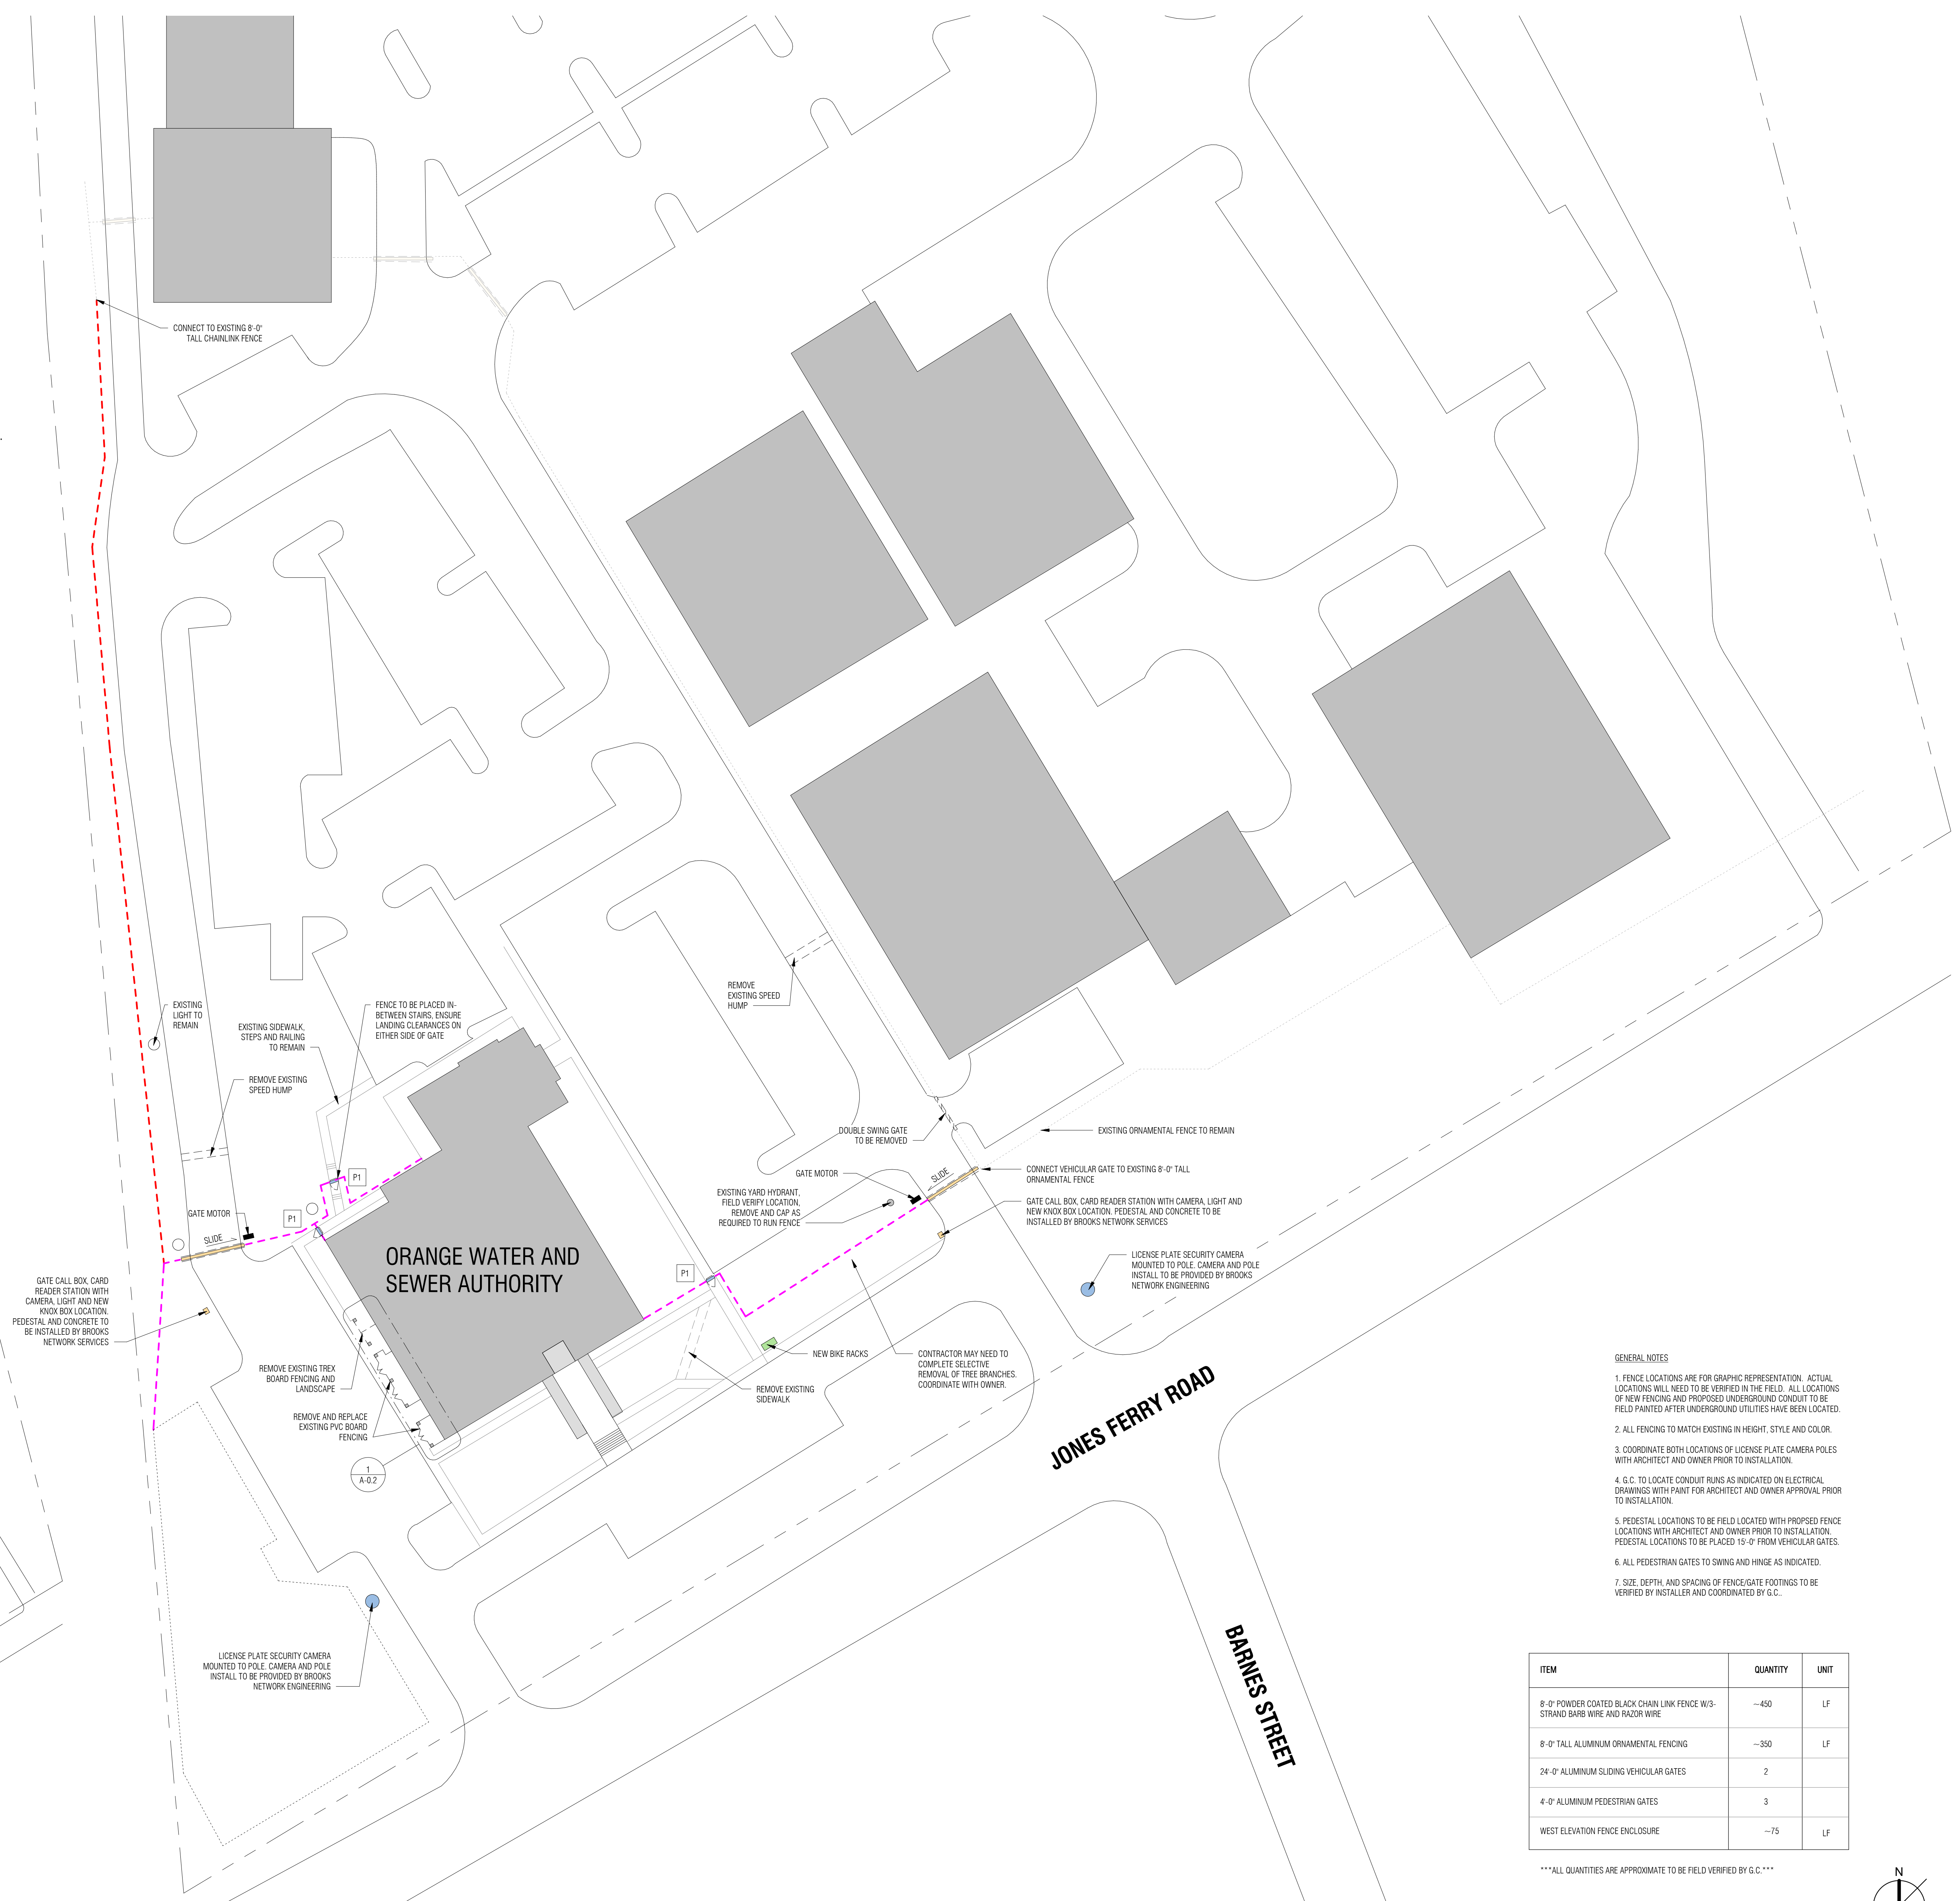 CONNECT TO EXISTING 8'-0"
TALL CHAINLINK FENCE
EXISTING
LIGHT TO
REMAIN
EXISTING SIDEWALK,
STEPS AND RAILING
TO REMAIN
FENCE TO BE PLACED IN-
BETWEEN STAIRS, ENSURE
LANDING CLEARANCES ON
EITHER SIDE OF GATE
REMOVE
EXISTING SPEED
HUMP
REMOVE EXISTING
SPEED HUMP
DOUBLE SWING GATE
TO BE REMOVED
EXISTING ORNAMENTAL FENCE TO REMAIN
P1
GATE MOTOR
SLIDE
CONNECT VEHICULAR GATE TO EXISTING 8'-0" TALL
ORNAMENTAL FENCE
EXISTING YARD HYDRANT,
FIELD VERIFY LOCATION,
REMOVE AND CAP AS
REQUIRED TO RUN FENCE
GATE CALL BOX, CARD READER STATION WITH CAMERA, LIGHT AND
NEW KNOX BOX LOCATION. PEDESTAL AND CONCRETE TO BE
INSTALLED BY BROOKS NETWORK SERVICES
GATE MOTOR
P1
SLIDE
ORANGE WATER AND
SEWER AUTHORITY
P1
LICENSE PLATE SECURITY CAMERA
MOUNTED TO POLE. CAMERA AND POLE
INSTALL TO BE PROVIDED BY BROOKS
NETWORK ENGINEERING
GATE CALL BOX, CARD
READER STATION WITH
CAMERA, LIGHT AND NEW
KNOX BOX LOCATION.
PEDESTAL AND CONCRETE TO
BE INSTALLED BY BROOKS
NETWORK SERVICES
REMOVE EXISTING TREX
BOARD FENCING AND
LANDSCAPE
NEW BIKE RACKS
CONTRACTOR MAY NEED TO
COMPLETE SELECTIVE
REMOVAL OF TREE BRANCHES.
COORDINATE WITH OWNER.
REMOVE EXISTING
SIDEWALK
REMOVE AND REPLACE
EXISTING PVC BOARD
FENCING
1
A-0.2
JONES FERRY ROAD
BARNES STREET
LICENSE PLATE SECURITY CAMERA
MOUNTED TO POLE. CAMERA AND POLE
INSTALL TO BE PROVIDED BY BROOKS
NETWORK ENGINEERING
GENERAL NOTES
1. FENCE LOCATIONS ARE FOR GRAPHIC REPRESENTATION. ACTUAL
LOCATIONS WILL NEED TO BE VERIFIED IN THE FIELD. ALL LOCATIONS
OF NEW FENCING AND PROPOSED UNDERGROUND CONDUIT TO BE
FIELD PAINTED AFTER UNDERGROUND UTILITIES HAVE BEEN LOCATED.
2. ALL FENCING TO MATCH EXISTING IN HEIGHT, STYLE AND COLOR.
3. COORDINATE BOTH LOCATIONS OF LICENSE PLATE CAMERA POLES
WITH ARCHITECT AND OWNER PRIOR TO INSTALLATION.
4. G.C. TO LOCATE CONDUIT RUNS AS INDICATED ON ELECTRICAL
DRAWINGS WITH PAINT FOR ARCHITECT AND OWNER APPROVAL PRIOR
TO INSTALLATION.
5. PEDESTAL LOCATIONS TO BE FIELD LOCATED WITH PROPSED FENCE
LOCATIONS WITH ARCHITECT AND OWNER PRIOR TO INSTALLATION.
PEDESTAL LOCATIONS TO BE PLACED 15'-0" FROM VEHICULAR GATES.
6. ALL PEDESTRIAN GATES TO SWING AND HINGE AS INDICATED.
7. SIZE, DEPTH, AND SPACING OF FENCE/GATE FOOTINGS TO BE
VERIFIED BY INSTALLER AND COORDINATED BY G.C..
ITEM QUANTITY UNIT
8'-0" POWDER COATED BLACK CHAIN LINK FENCE W/3-
STRAND BARB WIRE AND RAZOR WIRE ~450 LF
8'-0" TALL ALUMINUM ORNAMENTAL FENCING ~350 LF
24'-0" ALUMINUM SLIDING VEHICULAR GATES 2
4'-0" ALUMINUM PEDESTRIAN GATES 3
WEST ELEVATION FENCE ENCLOSURE ~75 LF
***ALL QUANTITIES ARE APPROXIMATE TO BE FIELD VERIFIED BY G.C.***
N